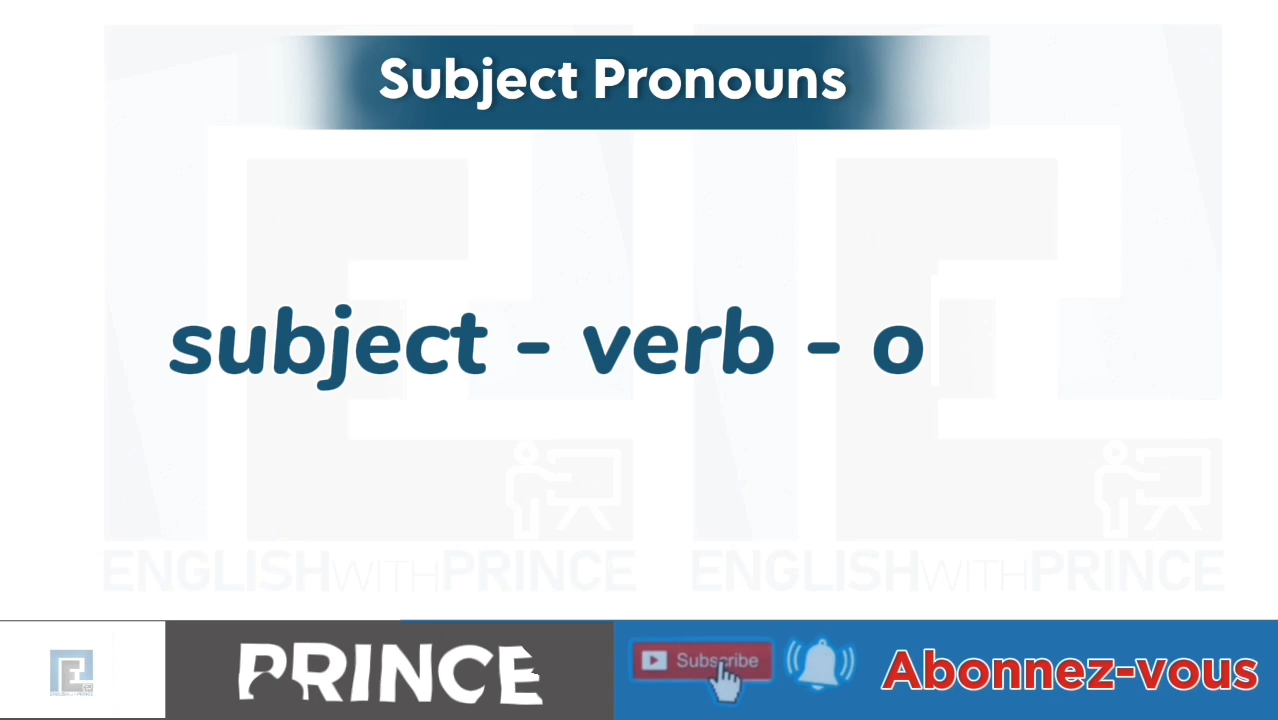 Subject Pronouns
subject - verb - o
ENGLISHWITHPRINCE ENGLISHWITHPRINCE
PRINCE Subscribe Abonnez-vous